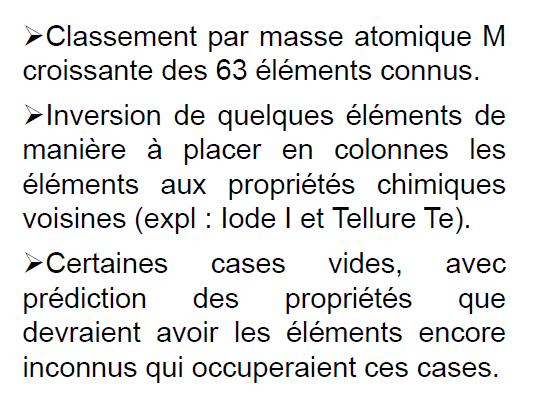 ➢Classement par masse atomique M
croissante des 63 éléments connus.
➢Inversion de quelques éléments de
manière à placer en colonnes les
éléments aux propriétés chimiques
voisines (expl : Iode I et Tellure Te).
➢Certaines cases vides, avec
prédiction des propriétés que
devraient avoir les éléments encore
inconnus qui occuperaient ces cases.